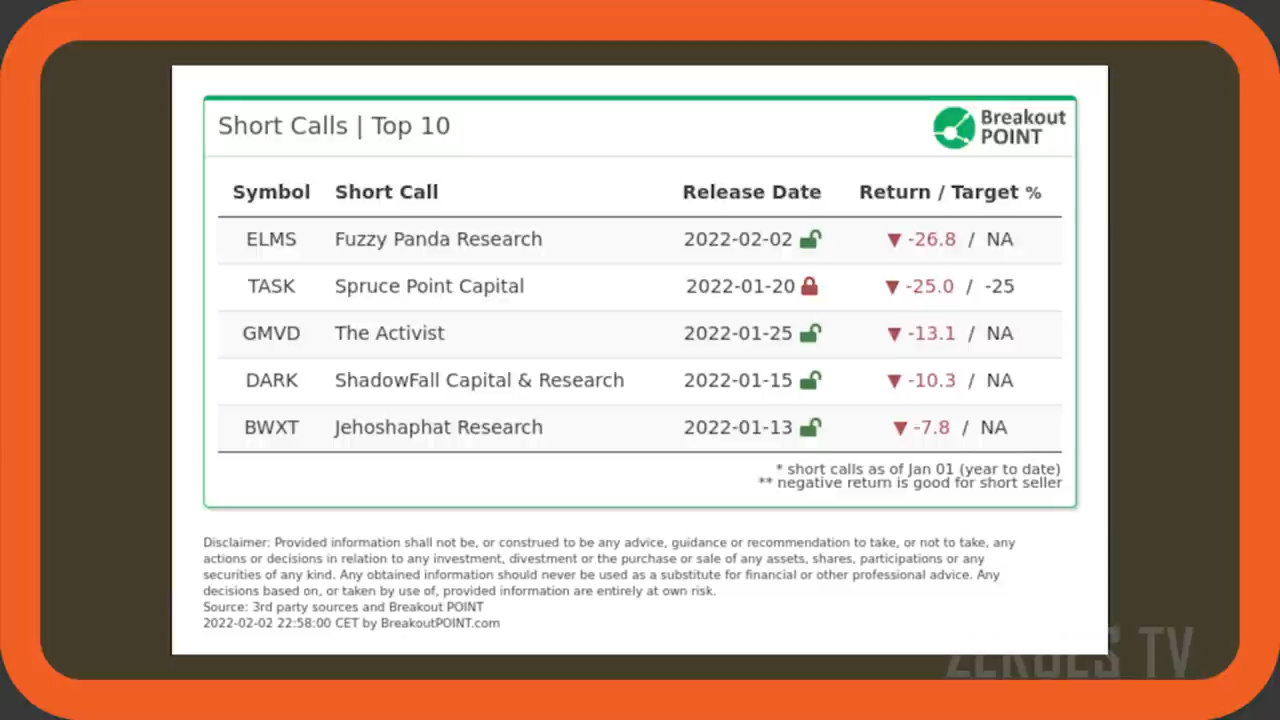 Short Calls | Top 10
Breakout
POINT
Symbol Short Call Release Date Return / Target %
ELMS Fuzzy Panda Research 2022-02-02 ▼ -26.8 / NA
TASK Spruce Point Capital 2022-01-20 ▼ -25.0 / -25
GMVD The Activist 2022-01-25 ▼ -13.1 / NA
DARK ShadowFall Capital & Research 2022-01-15 ▼ -10.3 / NA
BWXT Jehoshaphat Research 2022-01-13 ▼ -7.8 / NA
* short calls as of Jan 01 (year to date)
** negative return is good for short seller
Disclaimer: Provided information shall not be, or construed to be any advice, guidance or recommendation to take, or not to take, any
actions or decisions in relation to any investment, divestment or the purchase or sale of any assets, shares, participations or any
securities of any kind. Any obtained information should never be used as a substitute for financial or other professional advice. Any
decisions based on, or taken by use of, provided information are entirely at own risk.
Source: 3rd party sources and Breakout POINT
2022-02-02 22:58:00 CET by BreakoutPOINT.com
ZEROES TV